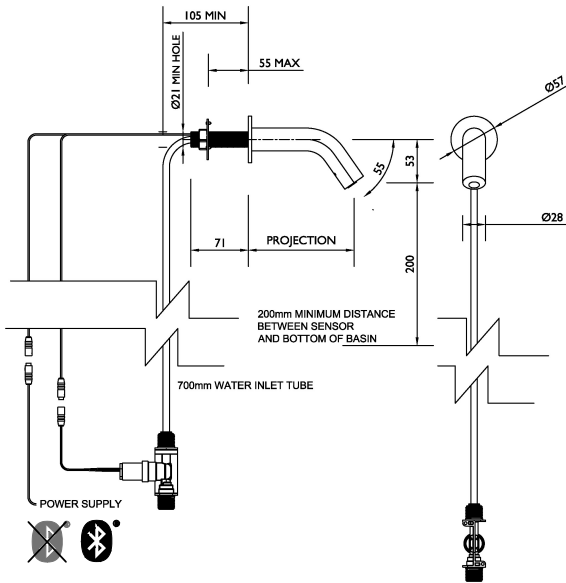 105 MIN
55 MAX
Ø21 MIN HOLE
Ø57
55
53
71
PROJECTION
Ø28
200
200mm MINIMUM DISTANCE
BETWEEN SENSOR
AND BOTTOM OF BASIN
700mm WATER INLET TUBE
POWER SUPPLY